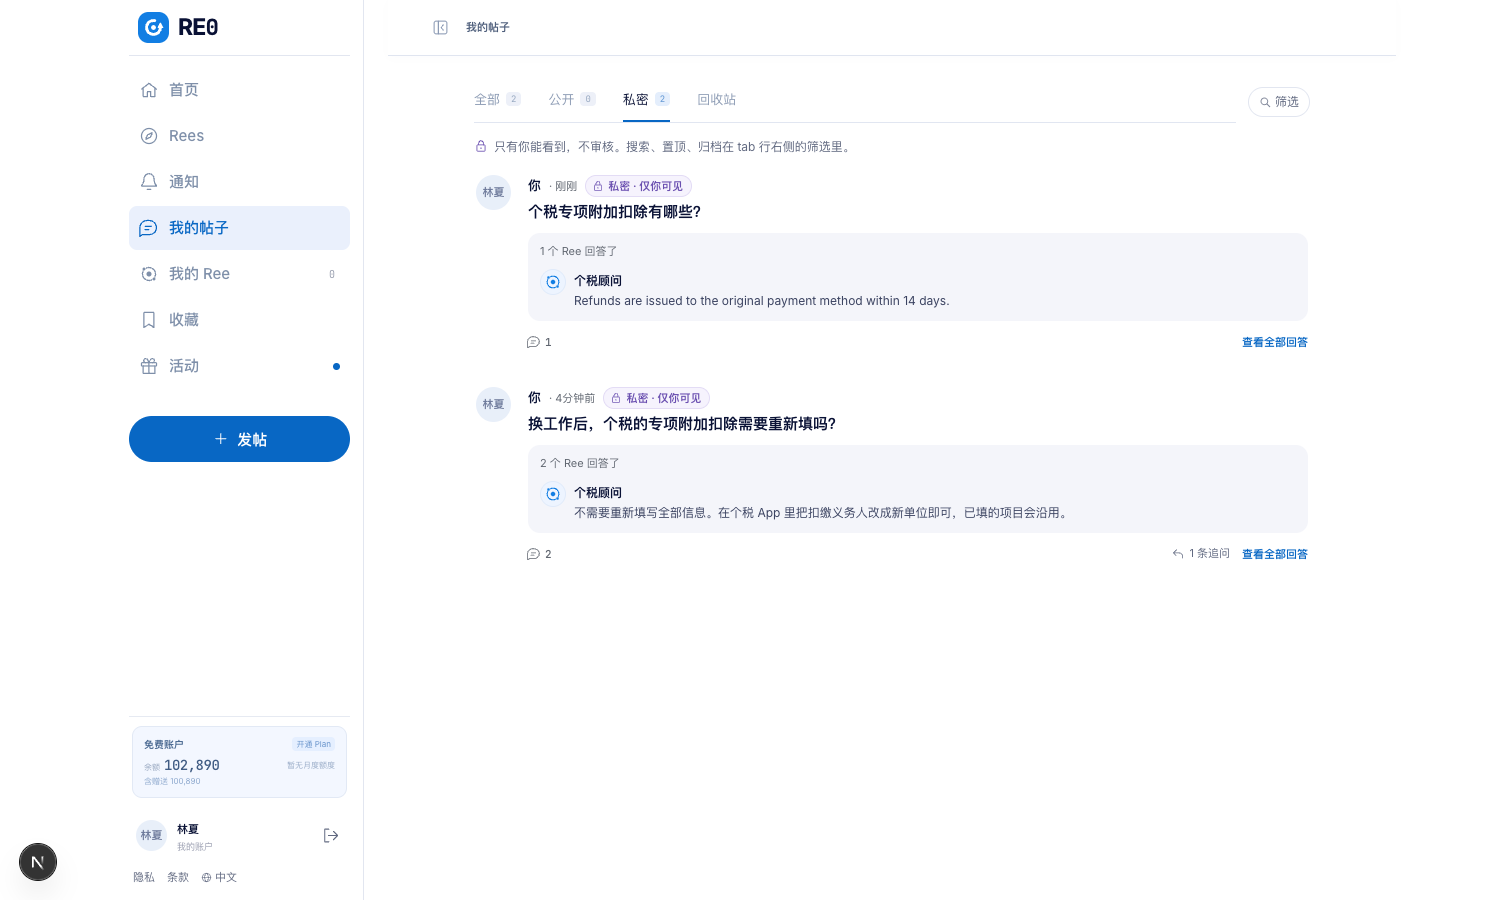 RE0
首页
Rees
通知
我的帖子
我的 Ree 0
收藏
活动
发帖
免费账户 开通 Plan
余额 102,890 暂无月度额度
含赠送 100,890
林夏 林夏
我的账户
隐私 条款 中文
N
我的帖子
全部 2 公开 0 私密 2 回收站 筛选
只有你能看到，不审核。搜索、置顶、归档在 tab 行右侧的筛选里。
林夏 你 · 刚刚 私密 · 仅你可见
个税专项附加扣除有哪些?
1 个 Ree 回答了
个税顾问
Refunds are issued to the original payment method within 14 days.
1 查看全部回答
林夏 你 · 4分钟前 私密 · 仅你可见
换工作后，个税的专项附加扣除需要重新填吗?
2 个 Ree 回答了
个税顾问
不需要重新填写全部信息。在个税 App 里把扣缴义务人改成新单位即可，已填的项目会沿用。
2 1 条追问 查看全部回答